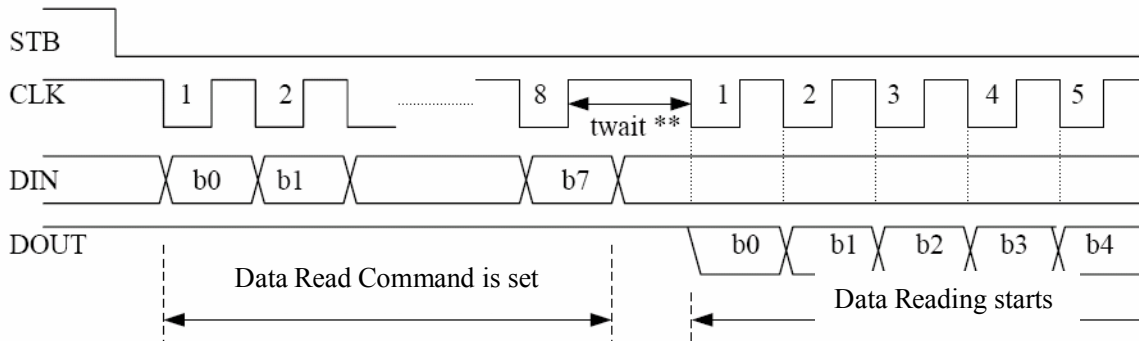 STB
CLK 1 2 8 1 2 3 4 5
twait **
DIN b0 b1 b7
DOUT b0 b1 b2 b3 b4
Data Read Command is set
Data Reading starts